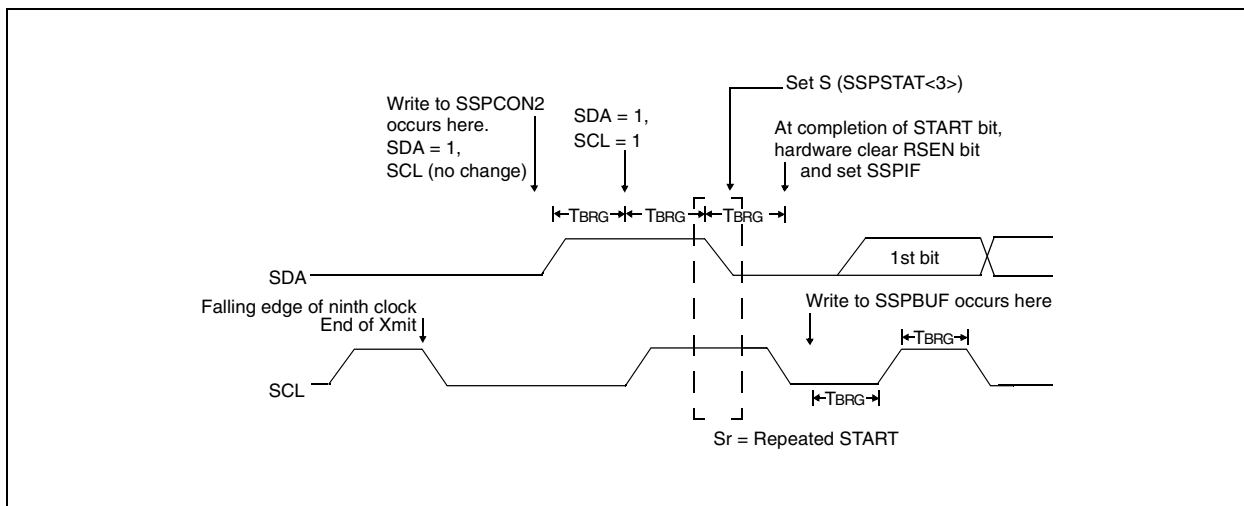 Set S (SSPSTAT<3>)
Write to SSPCON2
occurs here.
SDA = 1,
SCL (no change)
SDA = 1,
SCL = 1
At completion of START bit,
hardware clear RSEN bit
and set SSPIF
TBRG
TBRG
TBRG
SDA
1st bit
Falling edge of ninth clock
End of Xmit
Write to SSPBUF occurs here
TBRG
SCL
TBRG
Sr = Repeated START